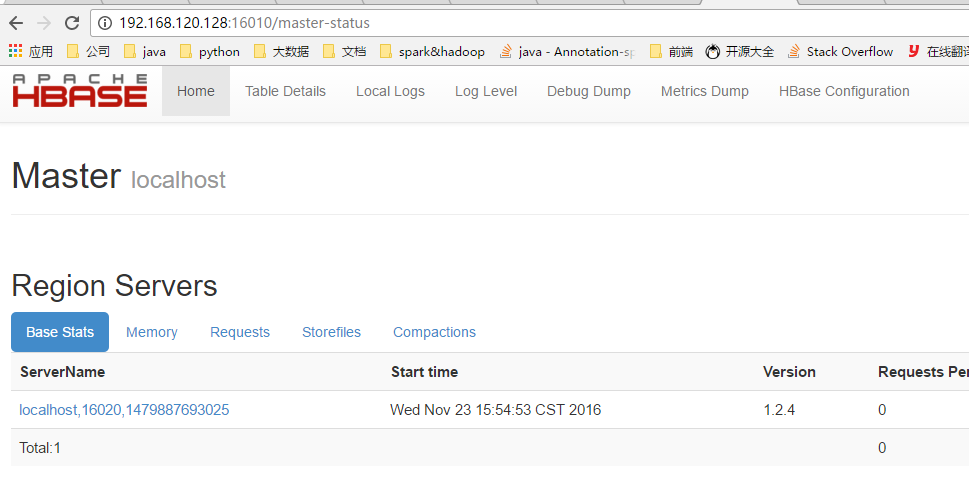 192.168.120.128:16010/master-status
应用 公司 java python 大数据 文档 spark&hadoop java - Annotation-sp 前端 开源大全 Stack Overflow 在线翻译
APACHE
HBASE
Home Table Details Local Logs Log Level Debug Dump Metrics Dump HBase Configuration
Master localhost
Region Servers
Base Stats Memory Requests Storefiles Compactions
ServerName Start time Version Requests Per
localhost,16020,1479887693025 Wed Nov 23 15:54:53 CST 2016 1.2.4 0
Total:1 0